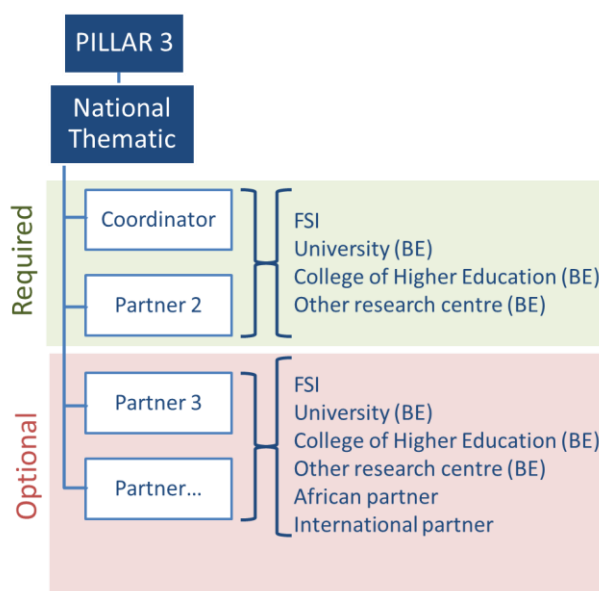 PILLAR 3
National
Thematic
Required
Coordinator
Partner 2
FSI
University (BE)
College of Higher Education (BE)
Other research centre (BE)
Optional
Partner 3
Partner...
FSI
University (BE)
College of Higher Education (BE)
Other research centre (BE)
African partner
International partner